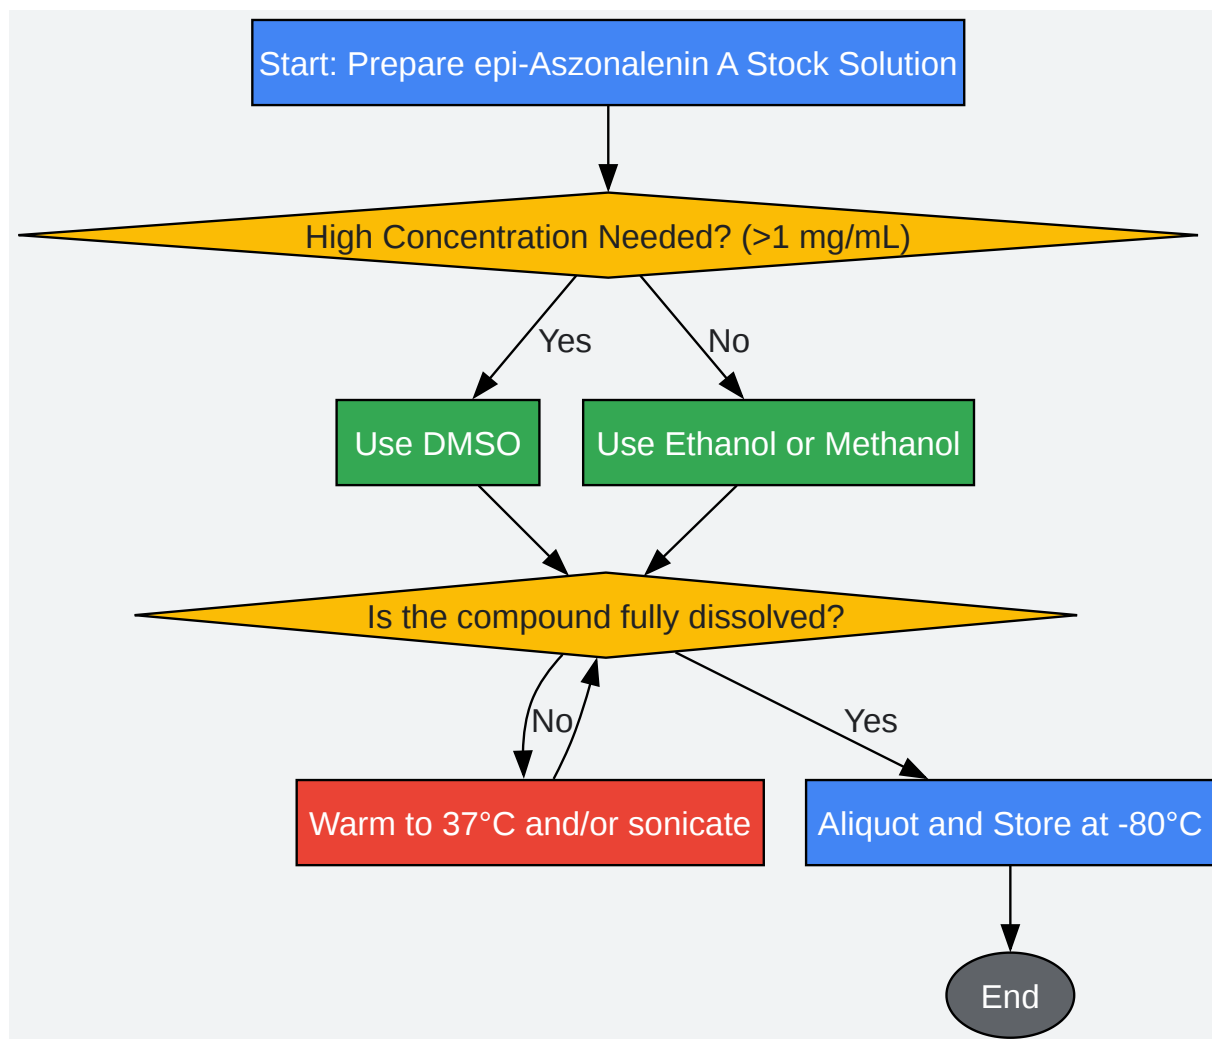 Start: Prepare epi-Aszonalenin A Stock Solution
High Concentration Needed? (>1 mg/mL)
Yes
No
Use DMSO
Use Ethanol or Methanol
Is the compound fully dissolved?
No
Yes
Warm to 37°C and/or sonicate
Aliquot and Store at -80°C
End